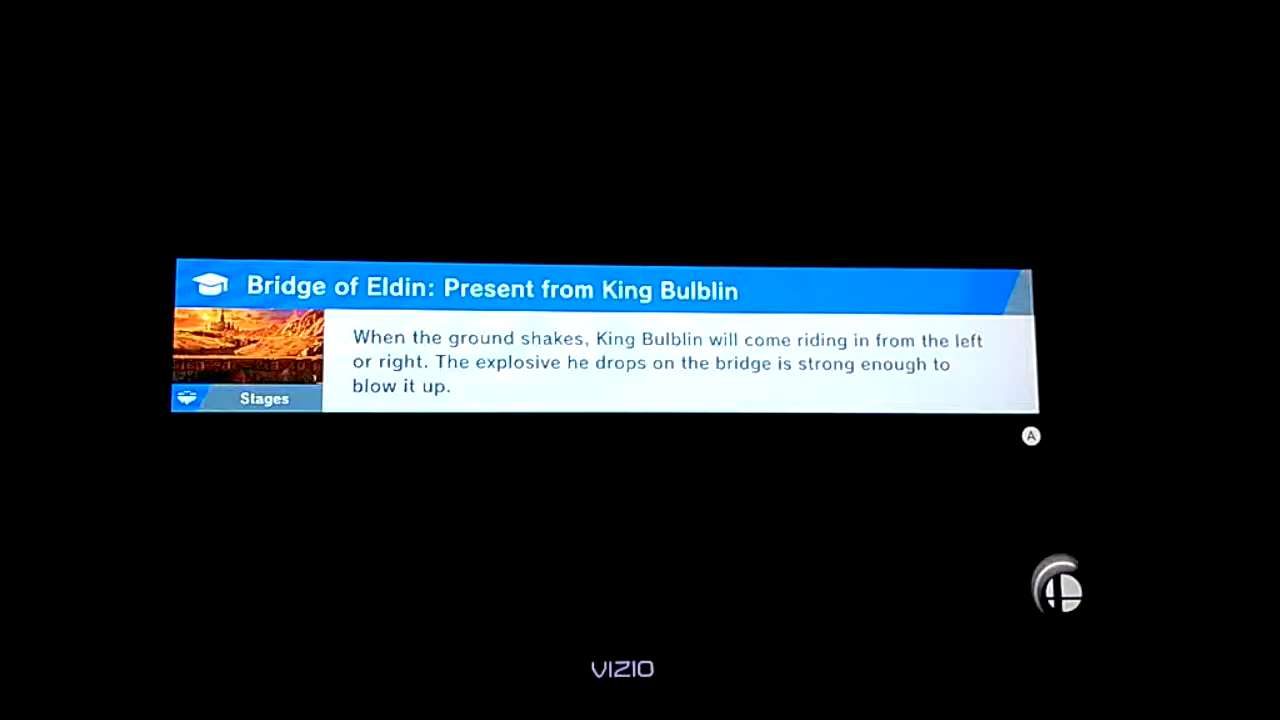 Bridge of Eldin: Present from King Bulblin
When the ground shakes, King Bulblin will come riding in from the left
or right. The explosive he drops on the bridge is strong enough to
blow it up.
Stages
A
VIZIO